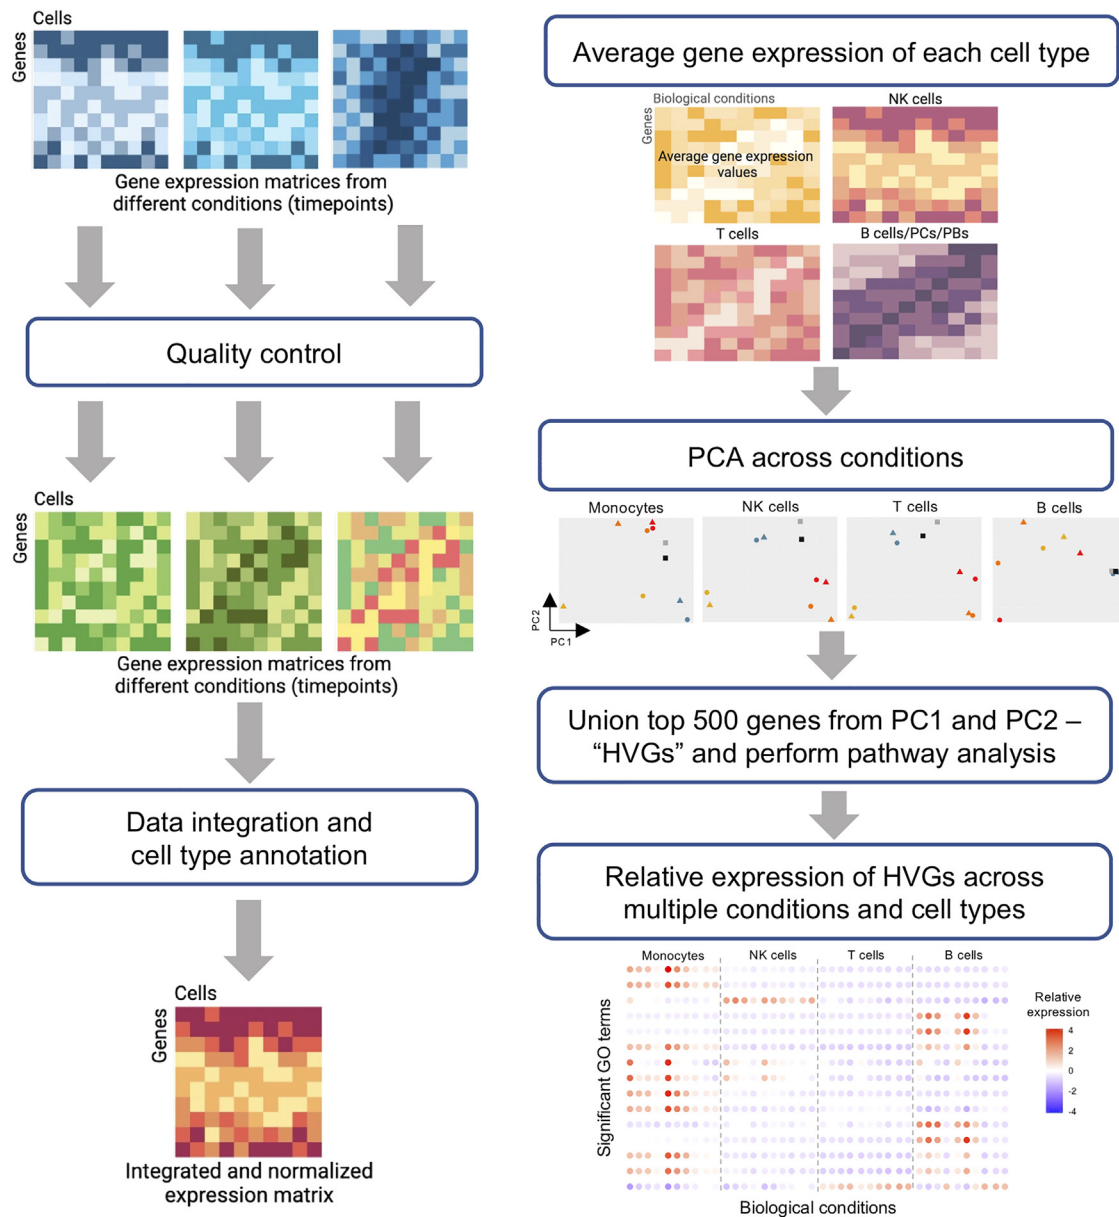 Cells
Genes
Gene expression matrices from
different conditions (timepoints)
Quality control
Cells
Genes
Gene expression matrices from
different conditions (timepoints)
Data integration and
cell type annotation
Cells
Genes
Integrated and normalized
expression matrix
Average gene expression of each cell type
Biological conditions
NK cells
Genes
Average gene expression
values
T cells
B cells/PCs/PBs
PCA across conditions
Monocytes
NK cells
T cells
B cells
PC2
PC1
Union top 500 genes from PC1 and PC2 –
“HVGs” and perform pathway analysis
Relative expression of HVGs across
multiple conditions and cell types
Monocytes
NK cells
T cells
B cells
Significant GO terms
Relative
expression
4
2
0
-2
-4
Biological conditions